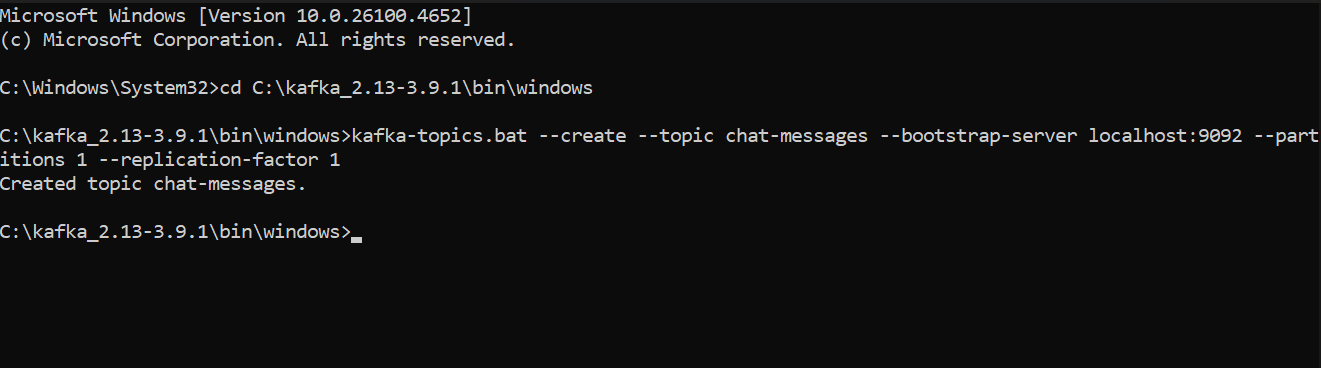 Microsoft Windows [Version 10.0.26100.4652]
(c) Microsoft Corporation. All rights reserved.
C:\Windows\System32>cd C:\kafka_2.13-3.9.1\bin\windows
C:\kafka_2.13-3.9.1\bin\windows>kafka-topics.bat --create --topic chat-messages --bootstrap-server localhost:9092 --part
itions 1 --replication-factor 1
Created topic chat-messages.
C:\kafka_2.13-3.9.1\bin\windows>